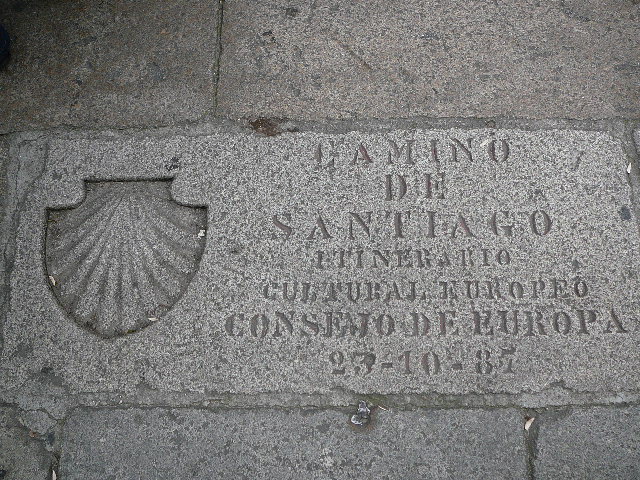 CAMINO
DE
SANTIAGO
ITINERARIO
CULTURAL EUROPEO
CONSEJO DE EUROPA
23-10-87